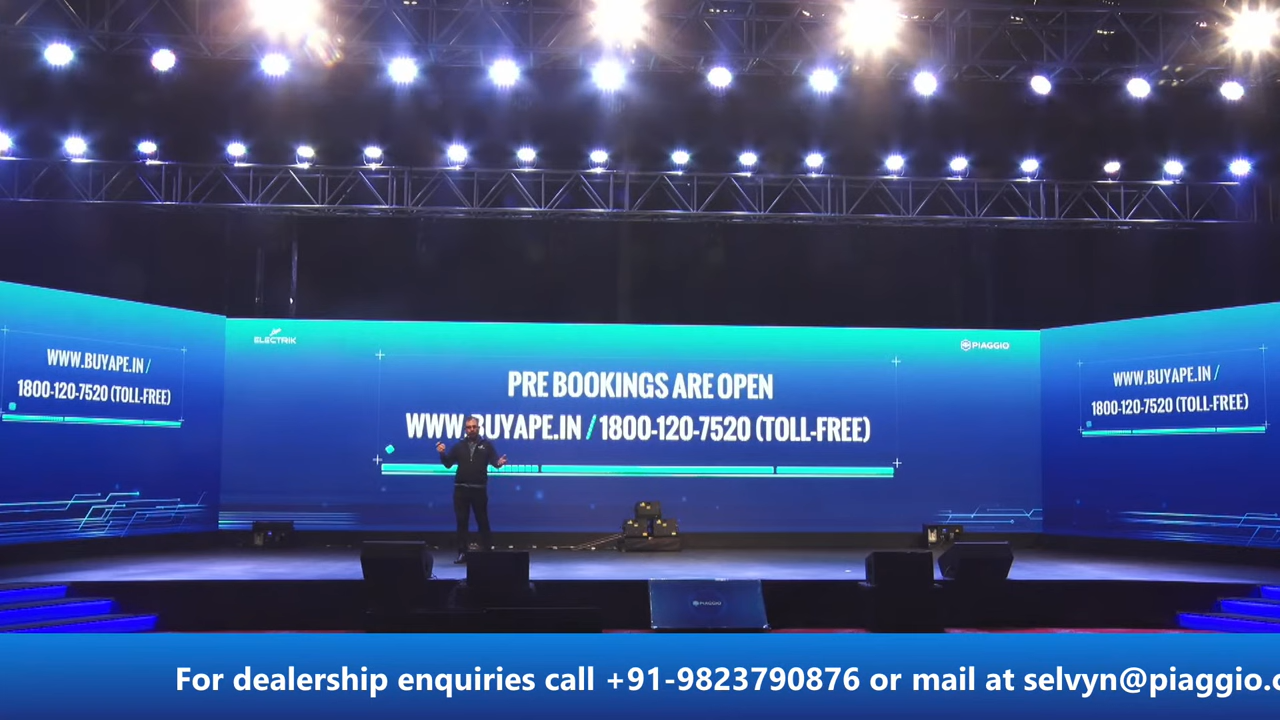 ELECTRIK
PIAGGIO
PRE BOOKINGS ARE OPEN
WWW.BUYAPE.IN / 1800-120-7520 (TOLL-FREE)
WWW.BUYAPE.IN /
1800-120-7520 (TOLL-FREE)
WWW.BUYAPE.IN /
1800-120-7520 (TOLL-FREE)
PIAGGIO
For dealership enquiries call +91-9823790876 or mail at selvyn@piaggio.c